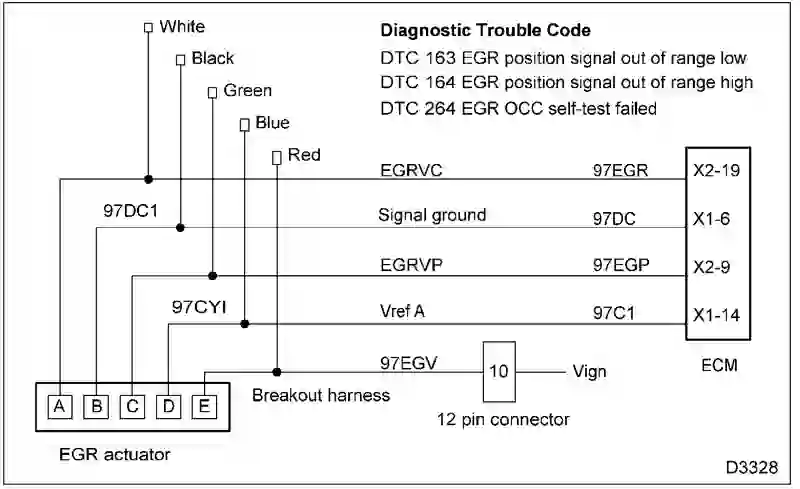 White
Diagnostic Trouble Code
Black
DTC 163 EGR position signal out of range low
DTC 164 EGR position signal out of range high
Green
DTC 264 EGR OCC self-test failed
Blue
Red
EGRVC 97EGR X2-19
97DC1 Signal ground 97DC X1-6
EGRVP 97EGP X2-9
97CYI Vref A 97C1 X1-14
97EGV 10 Vign ECM
Breakout harness
A B C D E
12 pin connector
EGR actuator
D3328